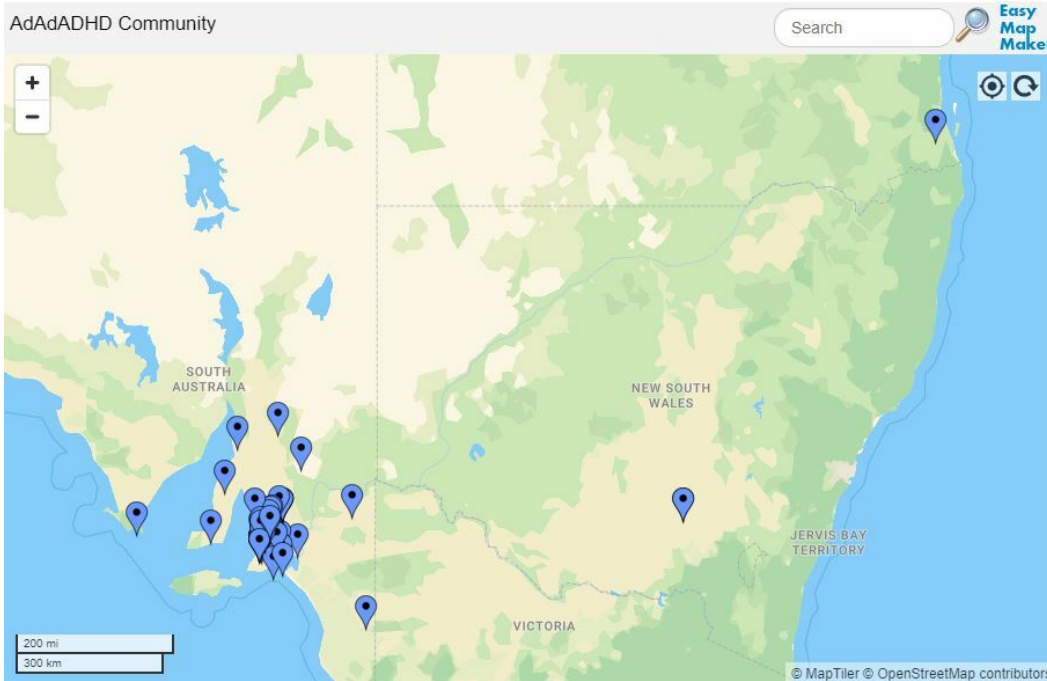 AdAdADHD Community
Search
Easy
Map
Make
+
−
SOUTH
AUSTRALIA
NEW SOUTH
WALES
JERVIS BAY
TERRITORY
VICTORIA
200 mi
300 km
© MapTiler © OpenStreetMap contributors